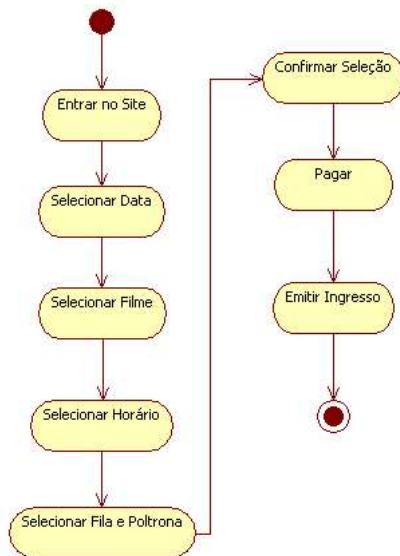 Entrar no Site
Selecionar Data
Selecionar Filme
Selecionar Horário
Selecionar Fila e Poltrona
Confirmar Seleção
Pagar
Emitir Ingresso